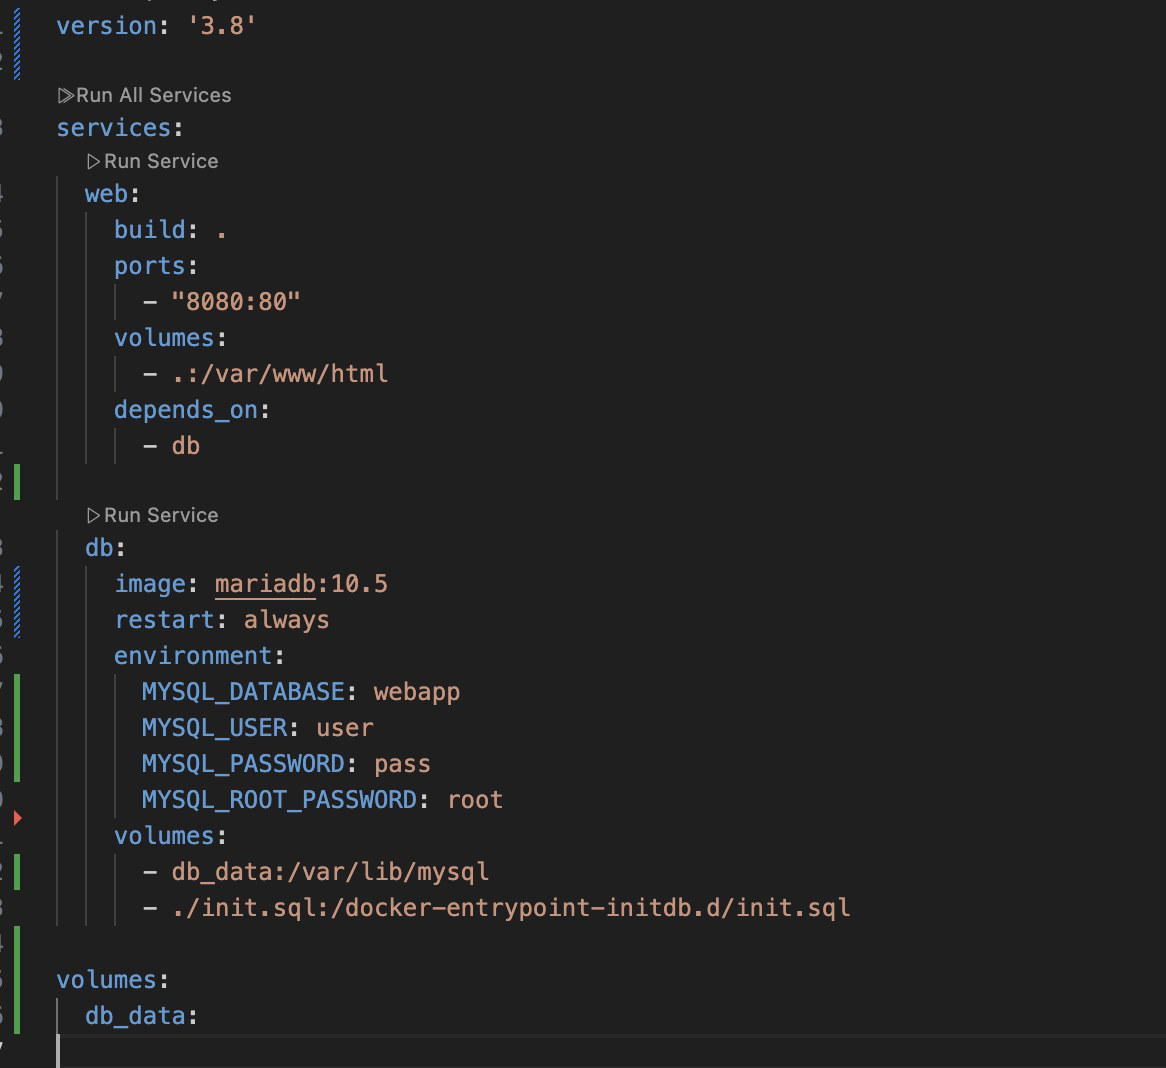 version: '3.8'
Run All Services
services:
Run Service
web:
build: .
ports:
- "8080:80"
volumes:
- .:/var/www/html
depends_on:
- db
Run Service
db:
image: mariadb:10.5
restart: always
environment:
MYSQL_DATABASE: webapp
MYSQL_USER: user
MYSQL_PASSWORD: pass
MYSQL_ROOT_PASSWORD: root
volumes:
- db_data:/var/lib/mysql
- ./init.sql:/docker-entrypoint-initdb.d/init.sql
volumes:
db_data: